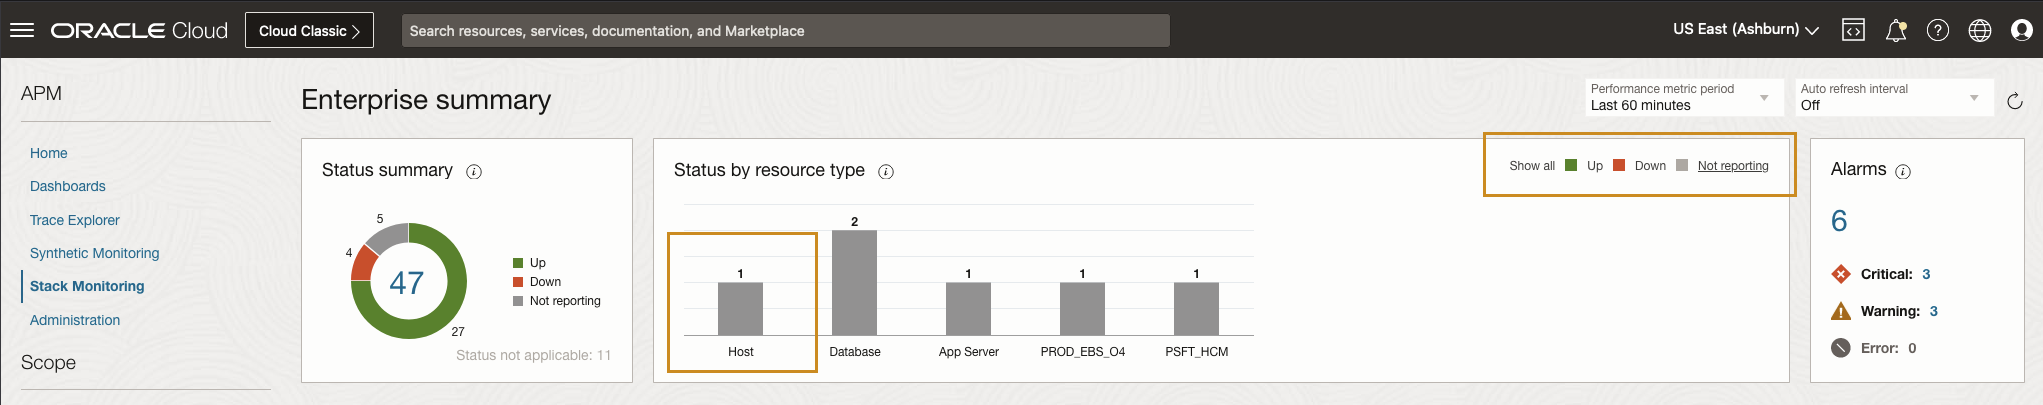 ORACLE Cloud
Cloud Classic >
Search resources, services, documentation, and Marketplace
US East (Ashburn)
APM
Home
Dashboards
Trace Explorer
Synthetic Monitoring
Stack Monitoring
Administration
Scope
Enterprise summary
Performance metric period
Last 60 minutes
Auto refresh interval
Off
Status summary
5
4
47
27
Up
Down
Not reporting
Status not applicable: 11
Status by resource type
Show all Up Down Not reporting
1 2 1 1 1
Host Database App Server PROD_EBS_O4 PSFT_HCM
Alarms
6
Critical: 3
Warning: 3
Error: 0